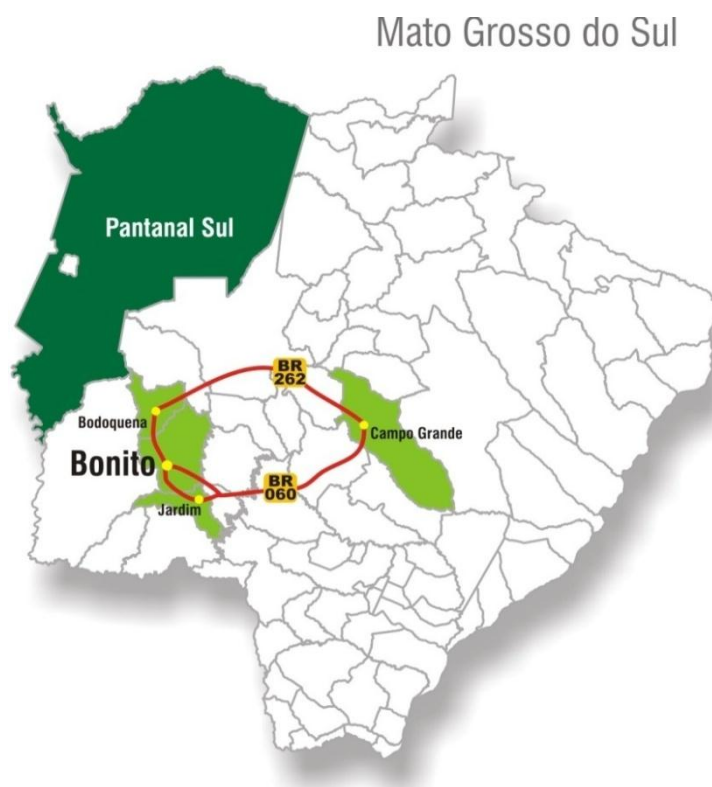 Mato Grosso do Sul
Pantanal Sul
BR
262
Bodoquena
Campo Grande
Bonito
BR
060
Jardim